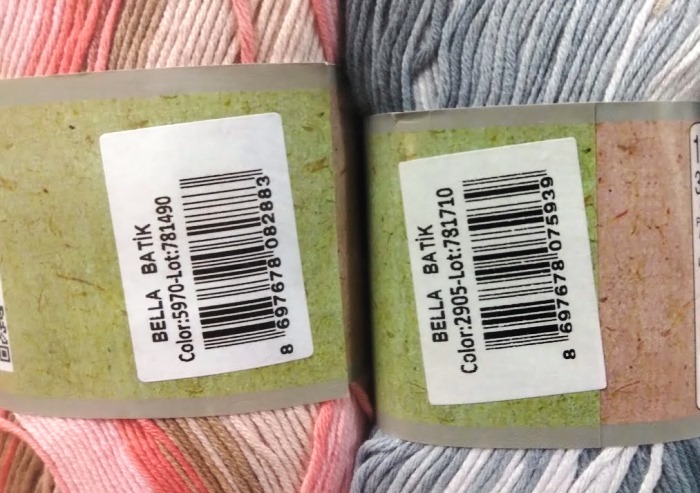 BELLA BATİK
Color:5970-Lot:781490
8 697678 082883
BELLA BATİK
Color:2905-Lot:781710
8 697678 075939